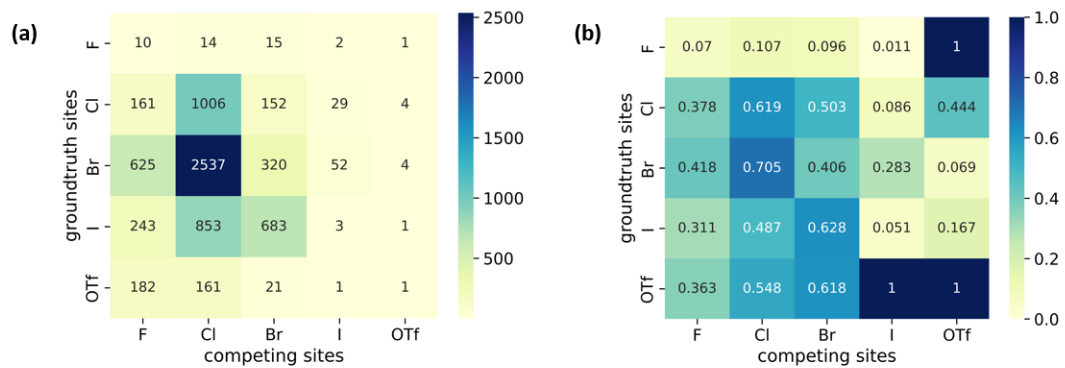 (a)
groundtruth sites
F 10 14 15 2 1
Cl 161 1006 152 29 4
Br 625 2537 320 52 4
I 243 853 683 3 1
OTf 182 161 21 1 1
F Cl Br I OTf
competing sites
2500
2000
1500
1000
500
(b)
groundtruth sites
F 0.07 0.107 0.096 0.011 1
Cl 0.378 0.619 0.503 0.086 0.444
Br 0.418 0.705 0.406 0.283 0.069
I 0.311 0.487 0.628 0.051 0.167
OTf 0.363 0.548 0.618 1 1
F Cl Br I OTf
competing sites
1.0
0.8
0.6
0.4
0.2
0.0